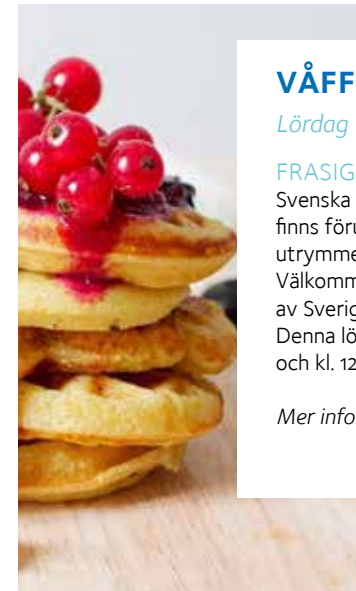 VÅFF
Lördag
FRASIG
Svenska
finns föru
utrymme
Välkomm
av Sverig
Denna lö
och kl. 12
Mer info